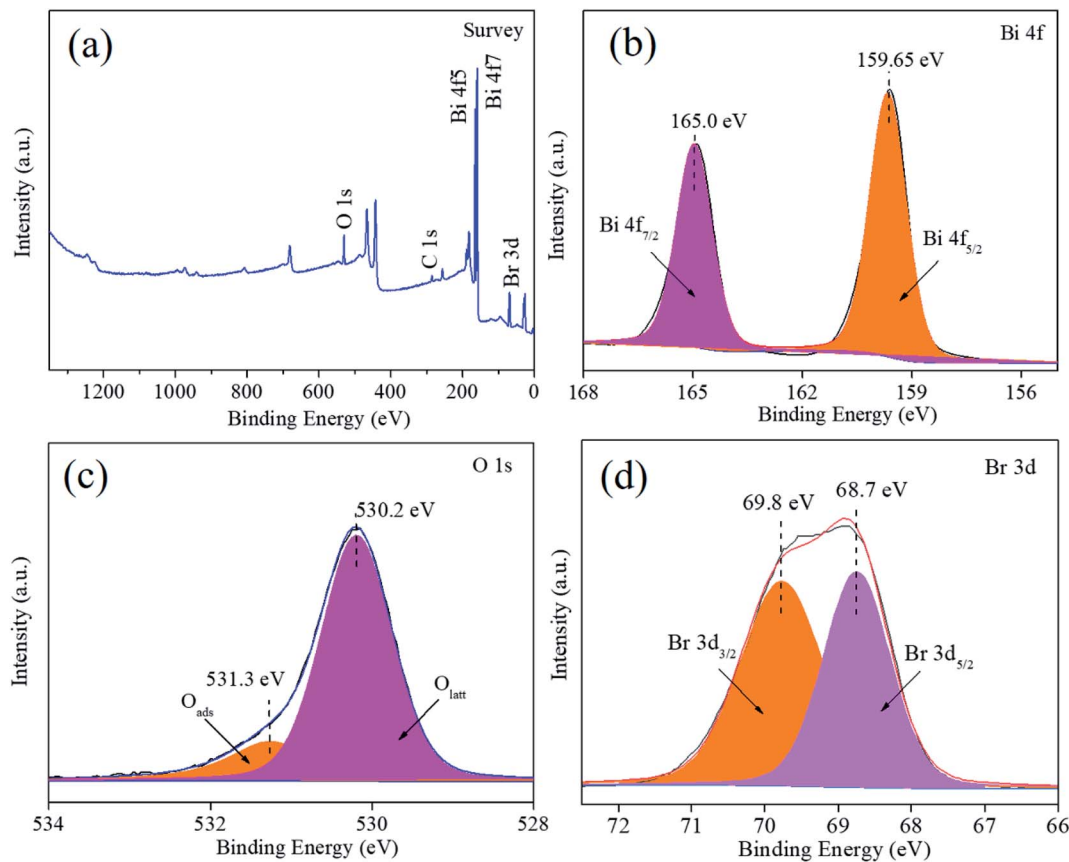 (a)
Survey
Bi 4f5
Bi 4f7
O 1s
C 1s
Br 3d
Intensity (a.u.)
1200 1000 800 600 400 200 0
Binding Energy (eV)
(b)
Bi 4f
159.65 eV
165.0 eV
Bi 4f7/2
Bi 4f5/2
Intensity (a.u.)
168 165 162 159 156
Binding Energy (eV)
(c)
O 1s
530.2 eV
531.3 eV
Oads
Olatt
Intensity (a.u.)
534 532 530 528
Binding Energy (eV)
(d)
Br 3d
69.8 eV 68.7 eV
Br 3d3/2
Br 3d5/2
Intensity (a.u.)
72 71 70 69 68 67 66
Binding Energy (eV)